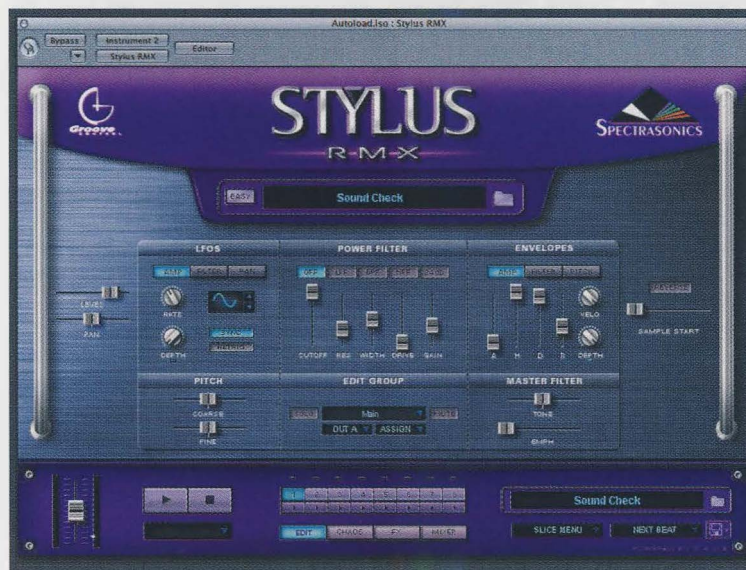 Autoload.lso : Stylus RMX
Bypass
Instrument 2
Stylus RMX
Editor
Groove
CONTROL
STYLUS
R·M·X
SPECTRASONICS
EASY
Sound Check
LFOS
POWER FILTER
ENVELOPES
AMP FILTER PAN
OFF
AMP FILTER PITCH
REVERSE
LEVEL
PAN
RATE
DEPTH
SYNC
CUTOFF RES WIDTH DRIVE GAIN
A H D S
VELO
DEPTH
SAMPLE START
PITCH
EDIT GROUP
MASTER FILTER
COARSE
FINE
SOLO
Main
MUTE
OUT A
ASSIGN
TONE
EMPH
1 2 3 4 5 6 7 8
EDIT CHAOS FX MIXER
Sound Check
SLICE MENU
NEXT BEAT